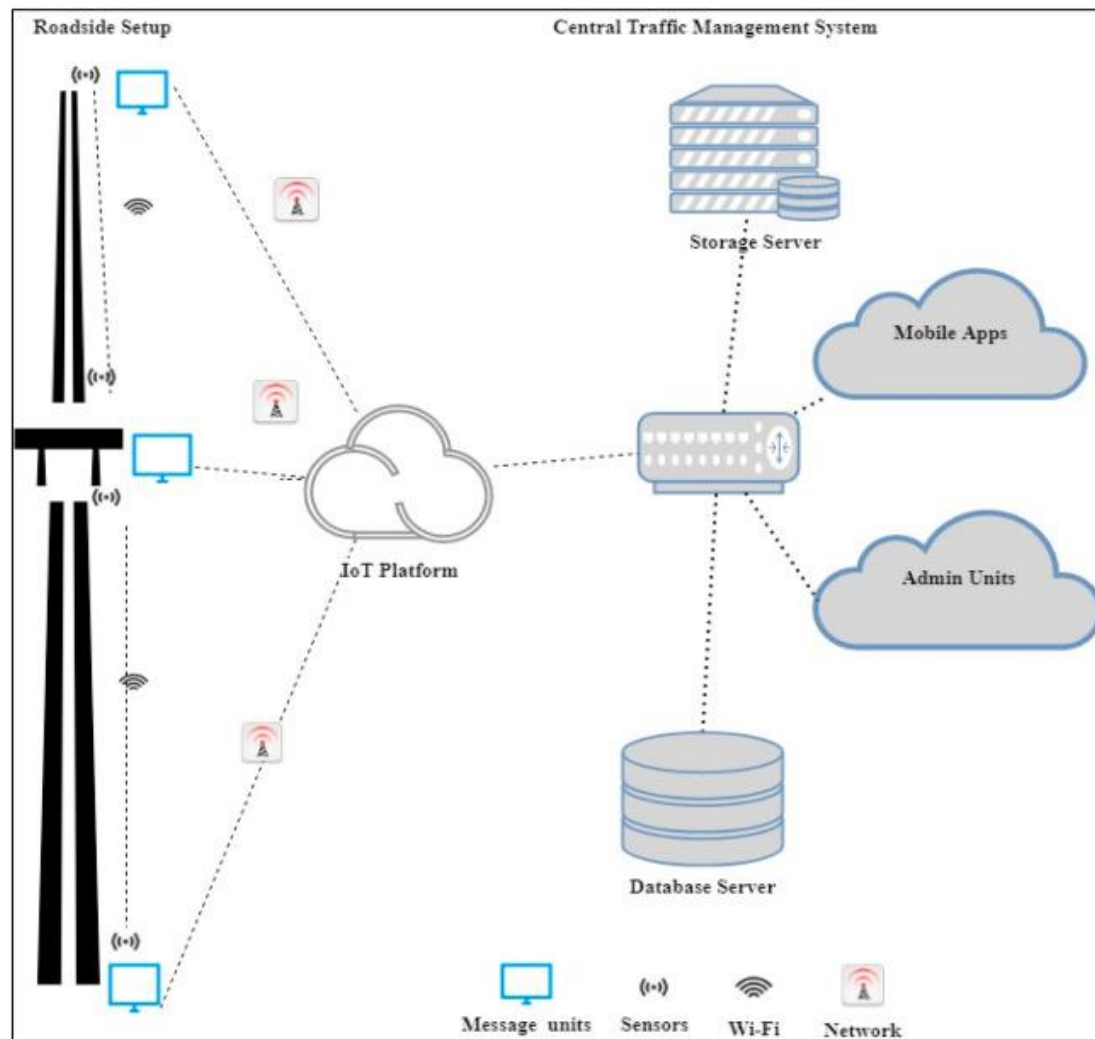 Roadside Setup
Central Traffic Management System
Storage Server
Mobile Apps
IoT Platform
Admin Units
Database Server
Message units
Sensors
Wi-Fi
Network